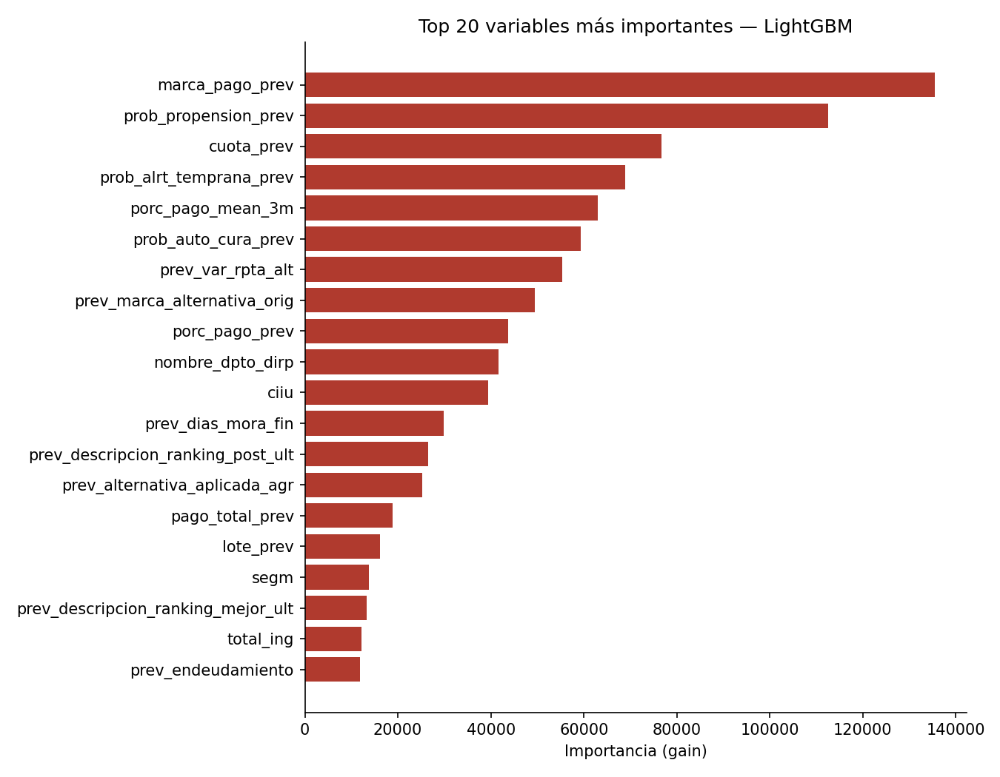 Top 20 variables más importantes — LightGBM
marca_pago_prev
prob_propension_prev
cuota_prev
prob_alrt_temprana_prev
porc_pago_mean_3m
prob_auto_cura_prev
prev_var_rpta_alt
prev_marca_alternativa_orig
porc_pago_prev
nombre_dpto_dirp
ciiu
prev_dias_mora_fin
prev_descripcion_ranking_post_ult
prev_alternativa_aplicada_agr
pago_total_prev
lote_prev
segm
prev_descripcion_ranking_mejor_ult
total_ing
prev_endeudamiento
0 20000 40000 60000 80000 100000 120000 140000
Importancia (gain)